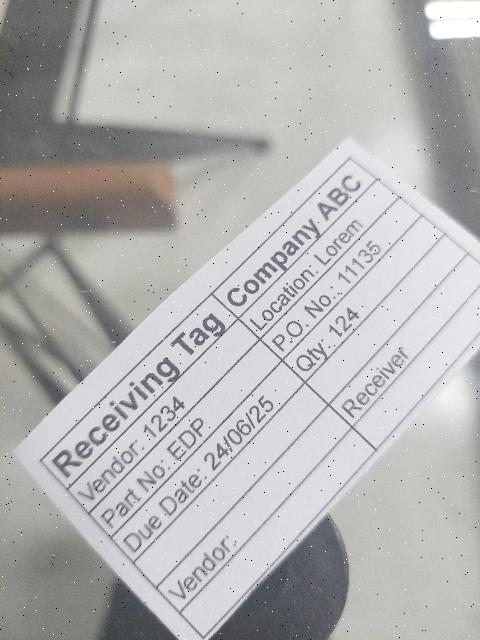 Receiving Tag Company ABC
Vendor: 1234 Location: Lorem
Part No: EDP P.O. No.: 11135
Due Date: 24/06/25 Qty: 124
Vendor Receiver